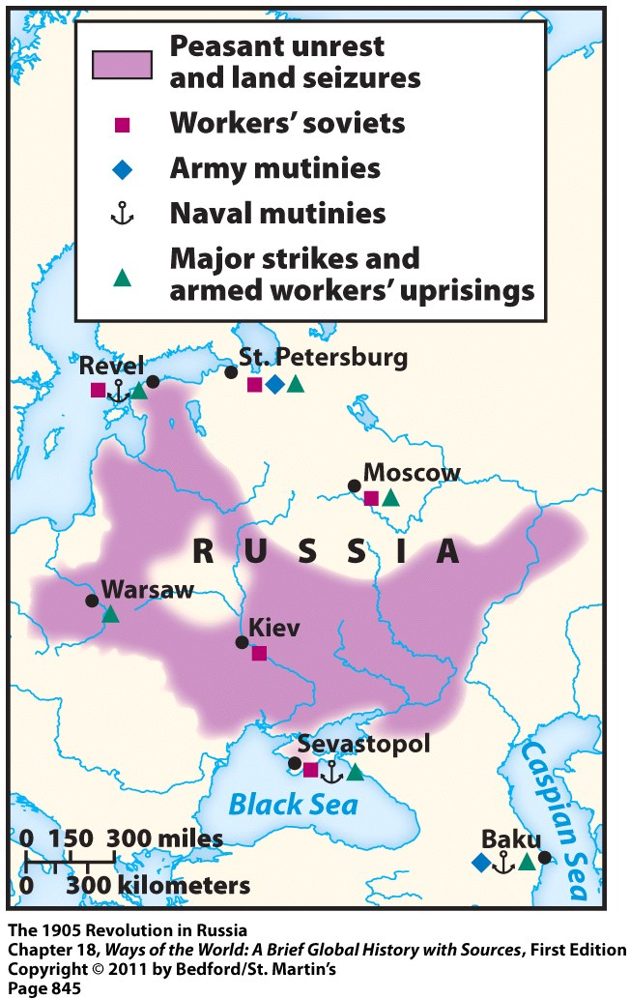 Peasant unrest
and land seizures
Workers' soviets
Army mutinies
Naval mutinies
Major strikes and
armed workers' uprisings
Revel
St. Petersburg
Moscow
RUSSIA
Warsaw
Kiev
Sevastopol
Black Sea
Caspian Sea
Baku
0 150 300 miles
0 300 kilometers
The 1905 Revolution in Russia
Chapter 18, Ways of the World: A Brief Global History with Sources, First Edition
Copyright © 2011 by Bedford/St. Martin's
Page 845